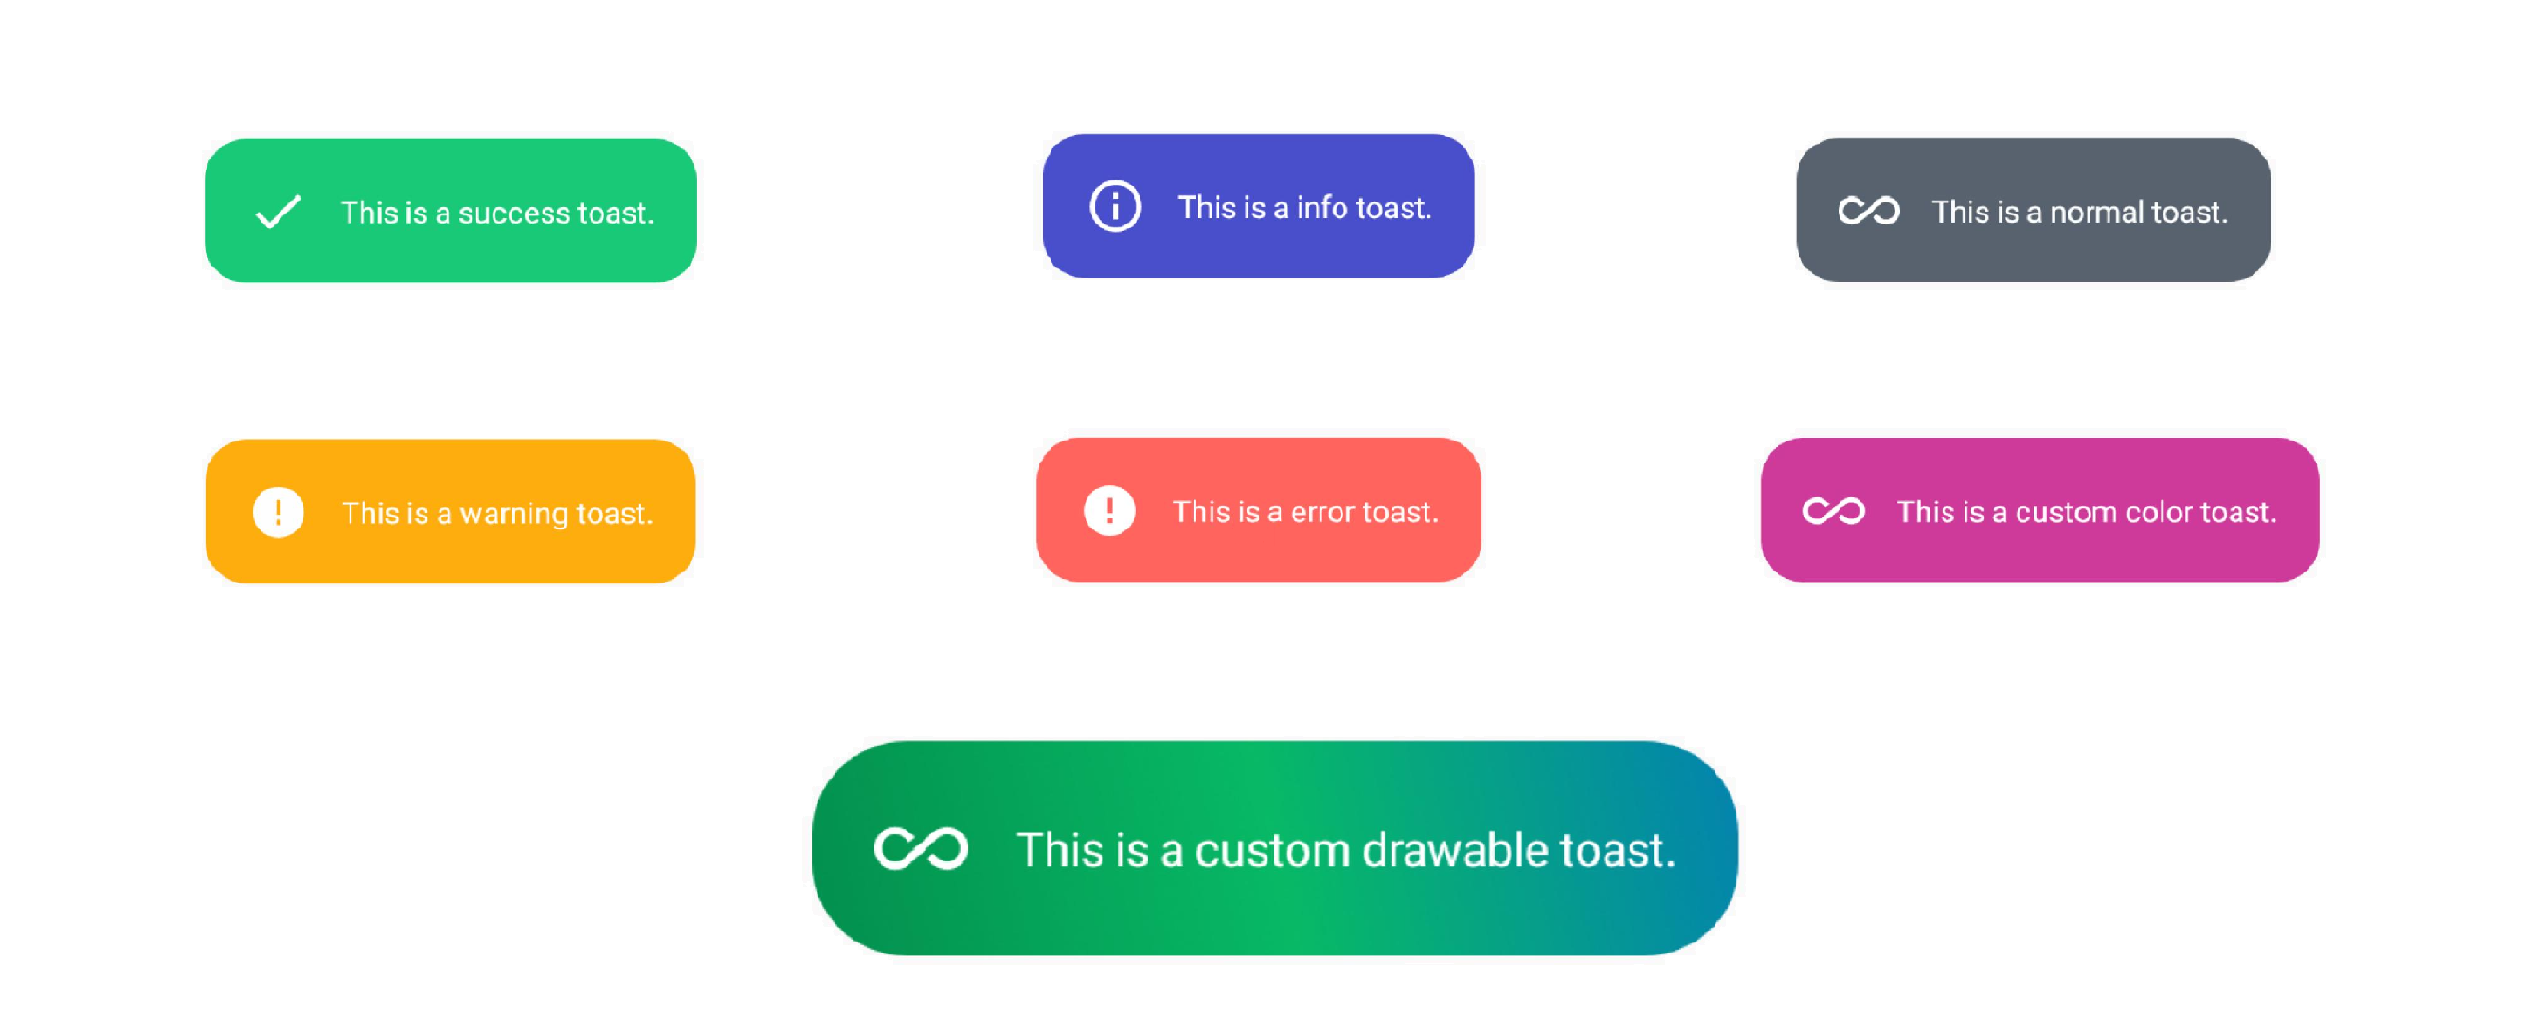 This is a success toast.
This is a info toast.
This is a normal toast.
This is a warning toast.
This is a error toast.
This is a custom color toast.
This is a custom drawable toast.